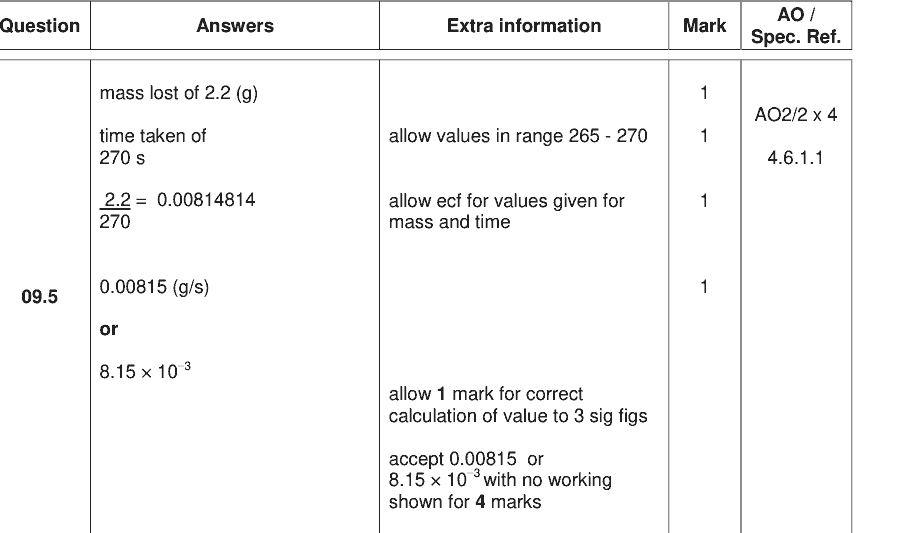 Question Answers Extra information Mark AO /
Spec. Ref.
mass lost of 2.2 (g) 1
AO2/2 x 4
time taken of allow values in range 265 - 270 1
270 s 4.6.1.1
2.2 = 0.00814814 allow ecf for values given for 1
270 mass and time
09.5 0.00815 (g/s) 1
or
8.15 × 10⁻³
allow 1 mark for correct
calculation of value to 3 sig figs
accept 0.00815 or
8.15 × 10⁻³ with no working
shown for 4 marks